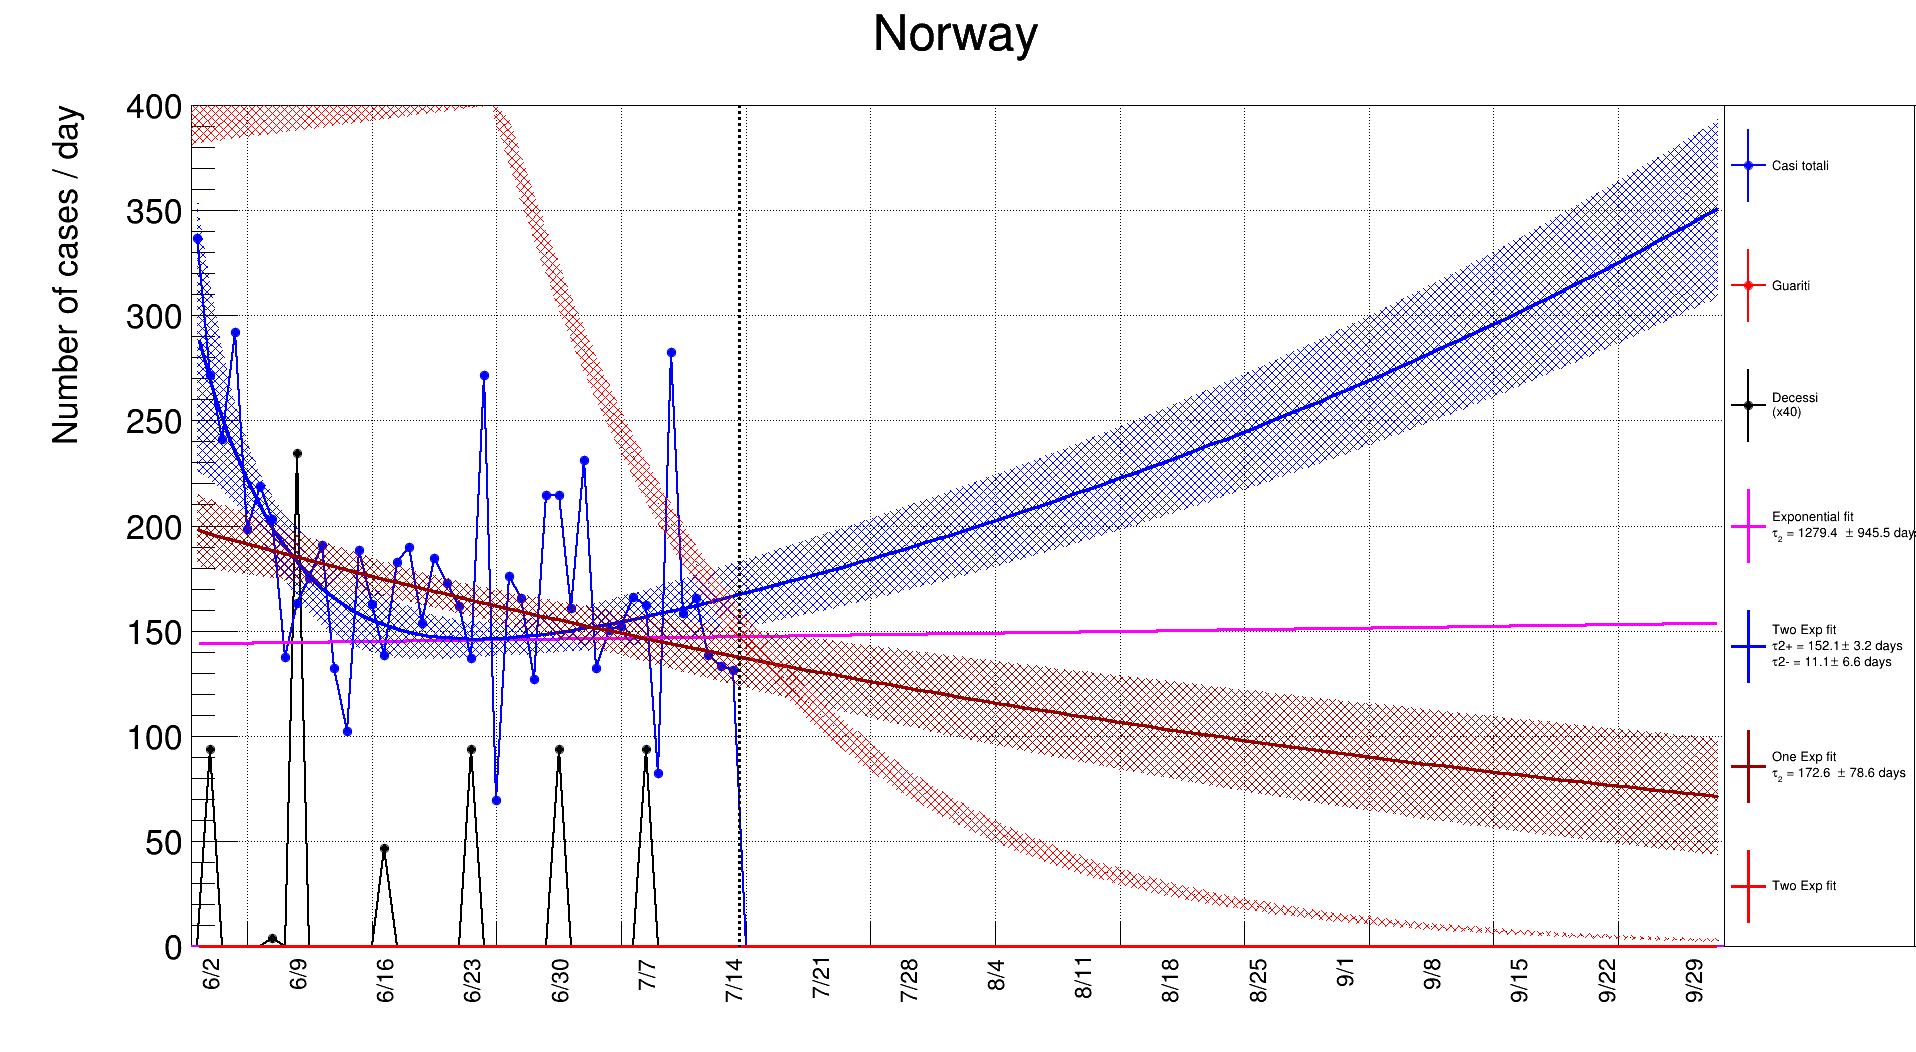 Norway
Number of cases / day
400
350
300
250
200
150
100
50
0
6/2
6/9
6/16
6/23
6/30
7/7
7/14
7/21
7/28
8/4
8/11
8/18
8/25
9/1
9/8
9/15
9/22
9/29
Casi totali
Guariti
Decessi
(x40)
Exponential fit
τ2 = 1279.4 ± 945.5 days
Two Exp fit
τ2+ = 152.1± 3.2 days
τ2- = 11.1± 6.6 days
One Exp fit
τ2 = 172.6 ± 78.6 days
Two Exp fit